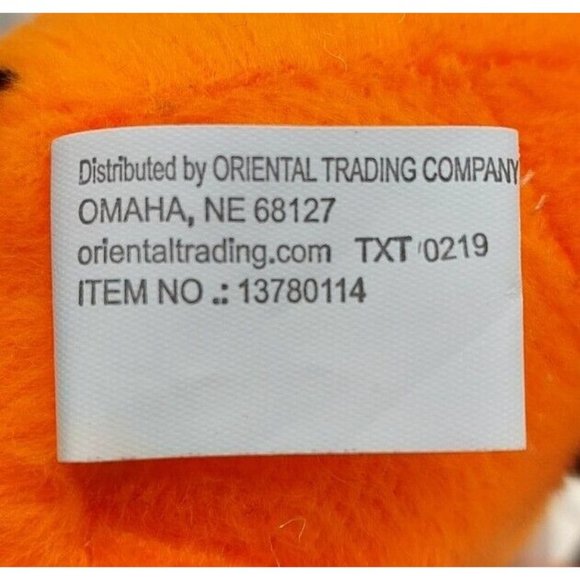 Distributed by ORIENTAL TRADING COMPANY
OMAHA, NE 68127
orientaltrading.com TXT 0219
ITEM NO .: 13780114